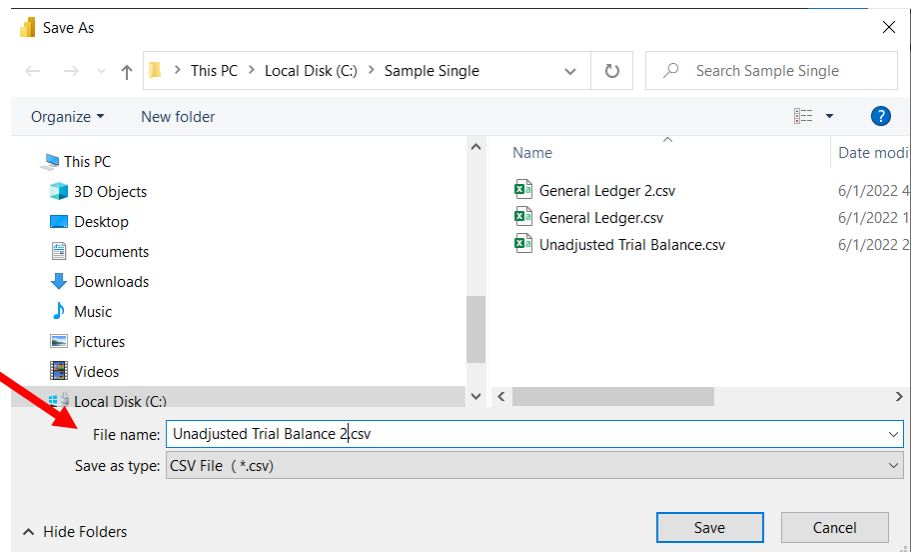 Save As
This PC > Local Disk (C:) > Sample Single
Search Sample Single
Organize
New folder
?
This PC
3D Objects
Desktop
Documents
Downloads
Music
Pictures
Videos
Local Disk (C:)
Name
Date modi
General Ledger 2.csv
6/1/2022 4
General Ledger.csv
6/1/2022 1
Unadjusted Trial Balance.csv
6/1/2022 2
File name: Unadjusted Trial Balance 2.csv
Save as type: CSV File ( *.csv)
Hide Folders
Save
Cancel